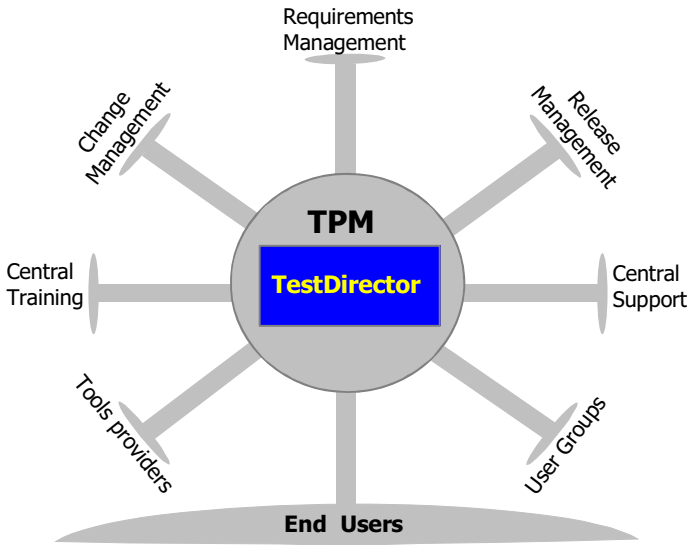 Requirements
Management
Change
Management
Release
Management
TPM
TestDirector
Central
Training
Central
Support
Tools providers
User Groups
End Users